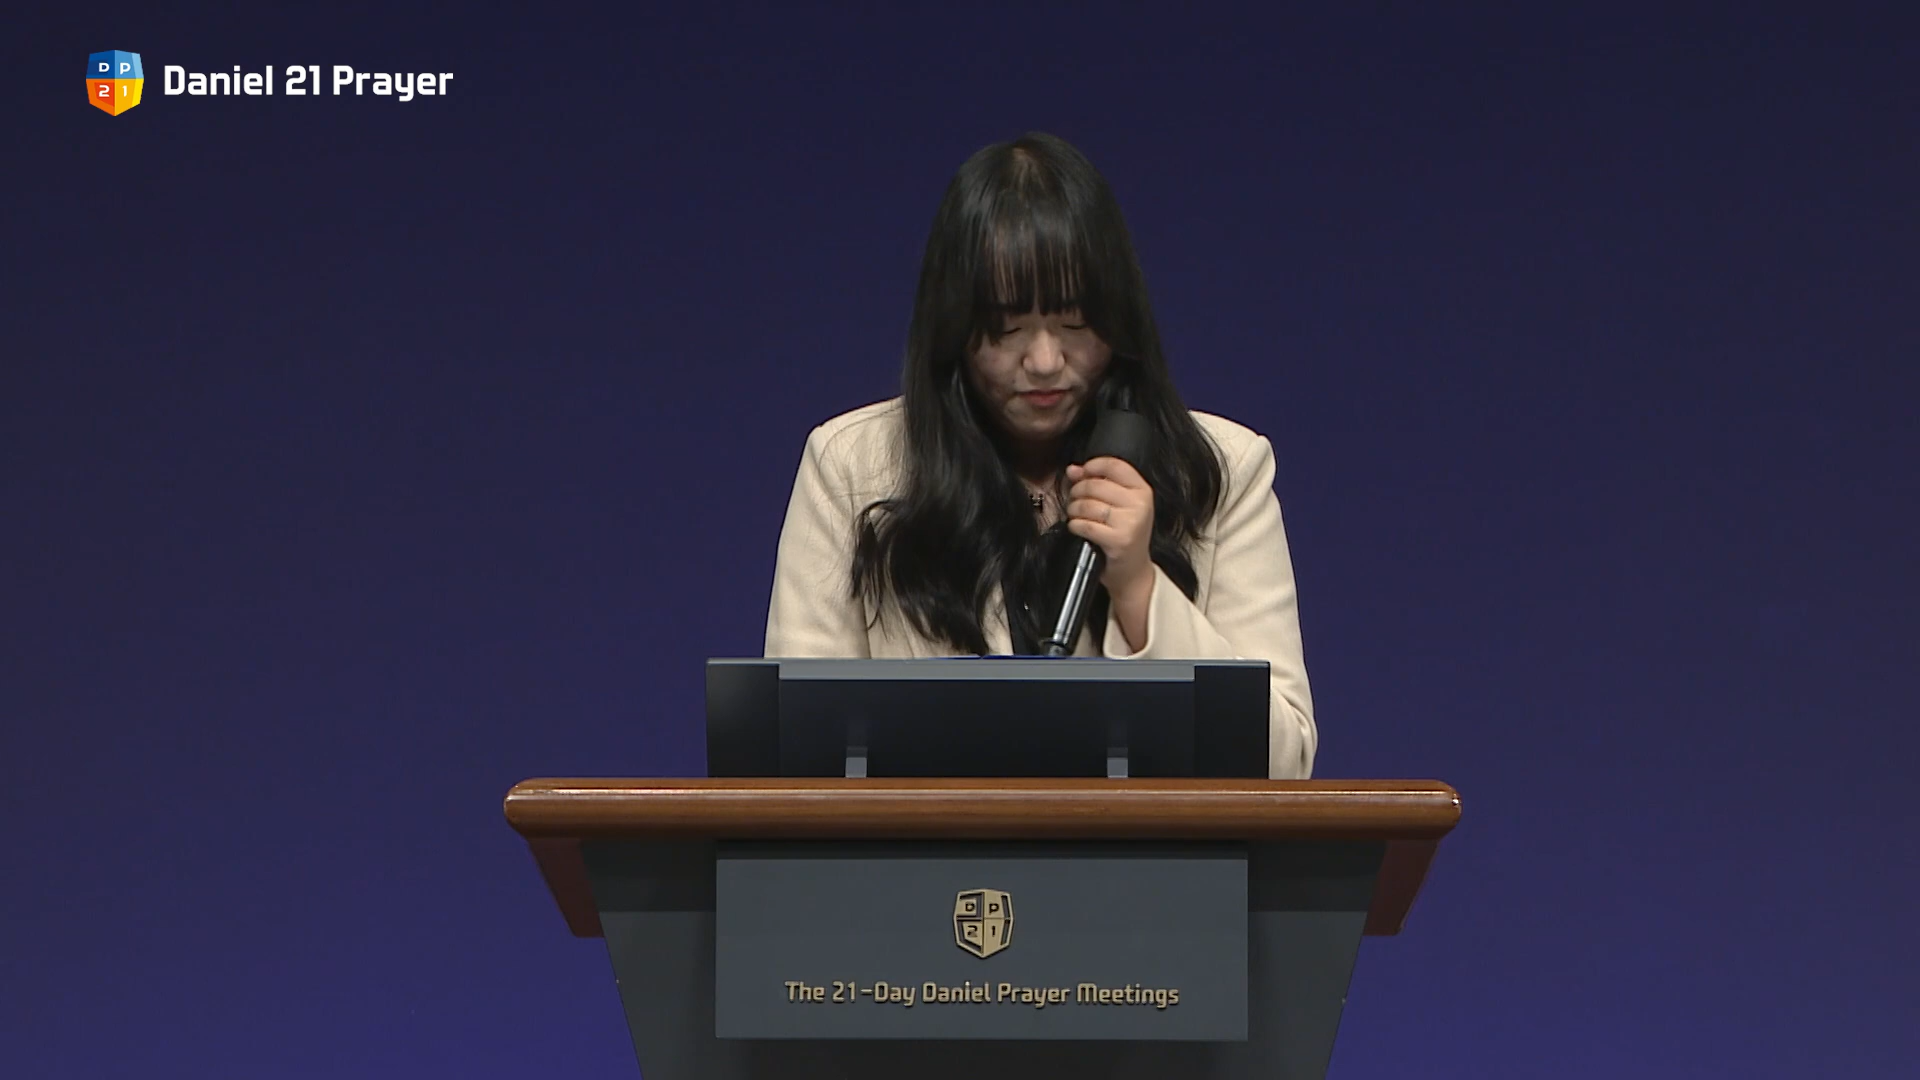 D P
2 1
Daniel 21 Prayer
D P
2 1
The 21-Day Daniel Prayer Meetings